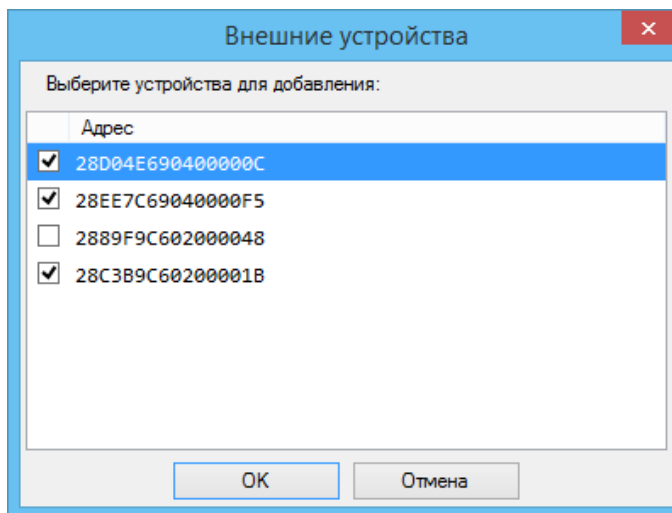 Внешние устройства
Выберите устройства для добавления:
Адрес
28D04E690400000C
28EE7C69040000F5
2889F9C602000048
28C3B9C60200001B
OK
Отмена